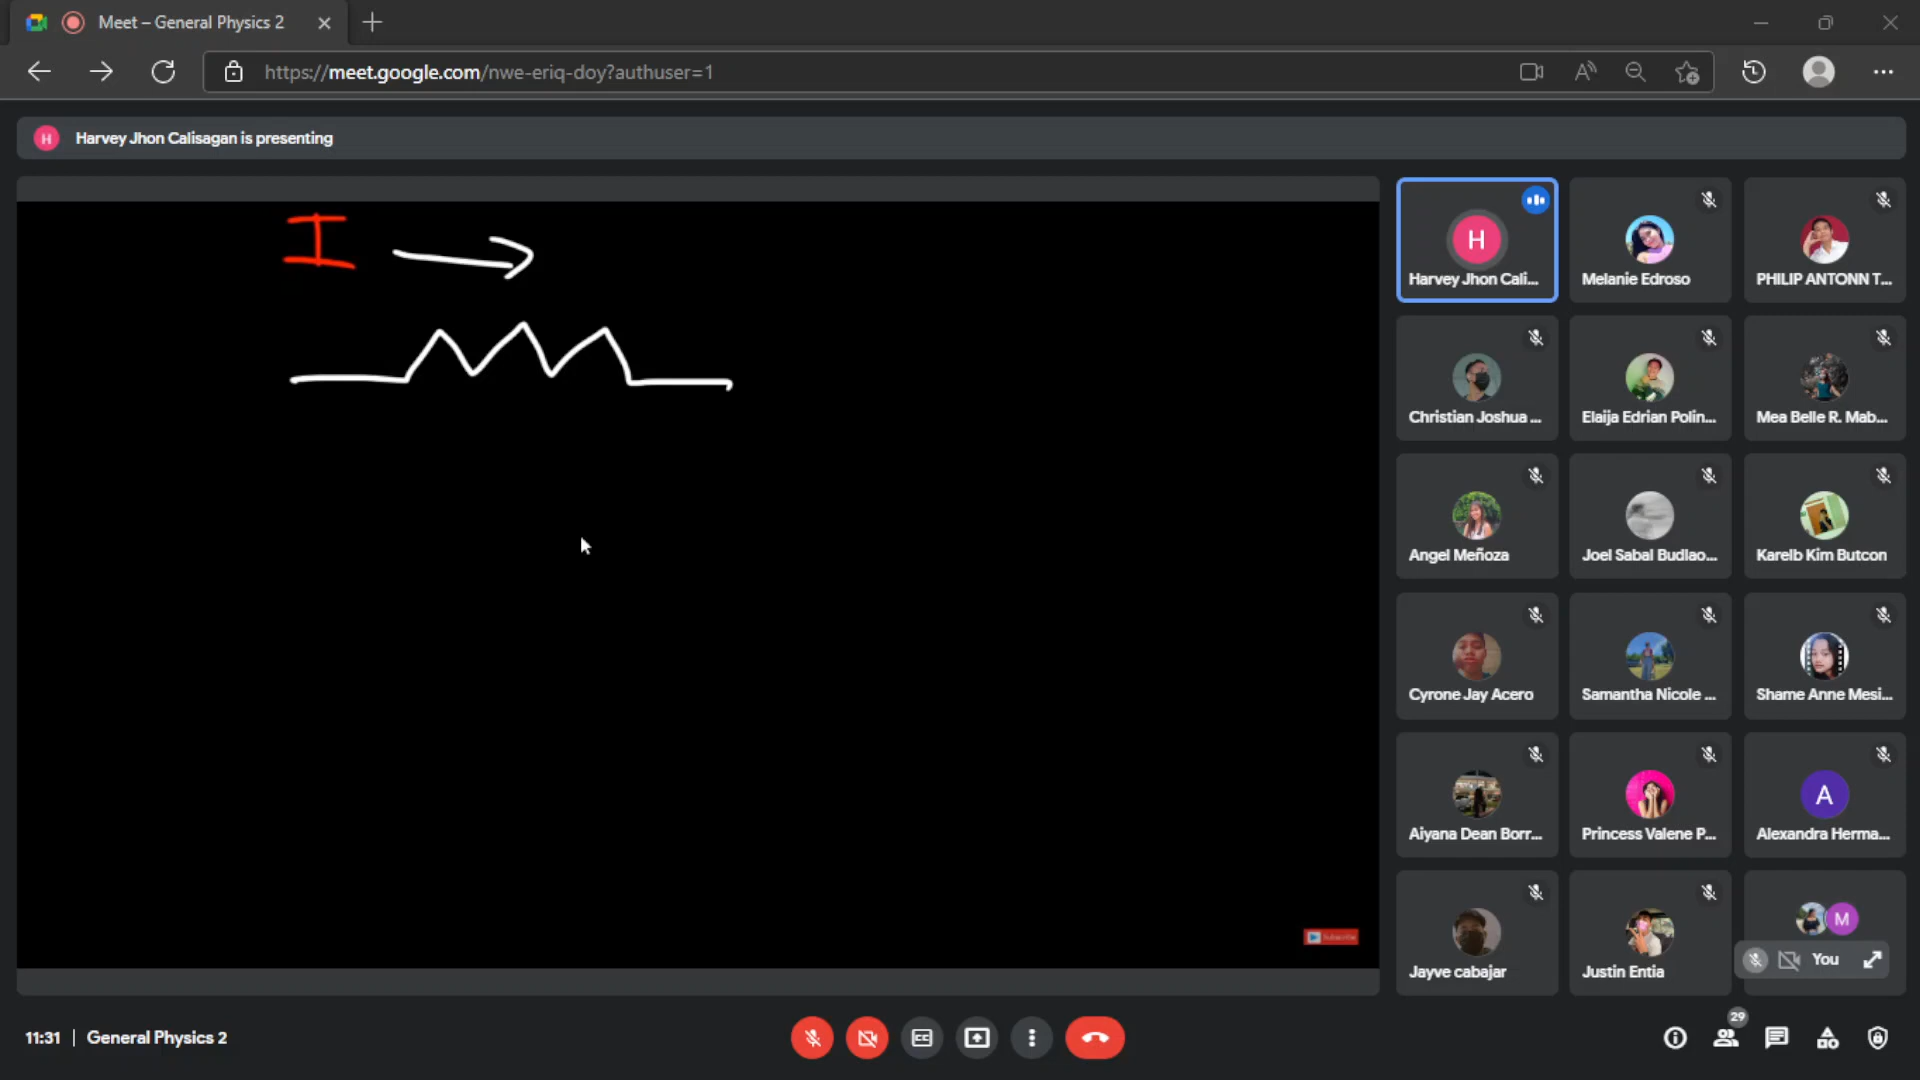 Meet – General Physics 2
https://meet.google.com/nwe-eriq-doy?authuser=1
H
Harvey Jhon Calisagan is presenting
I
H
Harvey Jhon Cali...
Melanie Edroso
PHILIP ANTONN T...
Christian Joshua ...
Elaija Edrian Polin...
Mea Belle R. Mab...
Angel Meñoza
Joel Sabal Budlao...
Karelb Kim Butcon
Cyrone Jay Acero
Samantha Nicole ...
Shame Anne Mesi...
Aiyana Dean Borr...
Princess Valene P...
A
Alexandra Herma...
Jayve cabajar
Justin Entia
M
You
Subscribe
11:31 | General Physics 2
CC
29